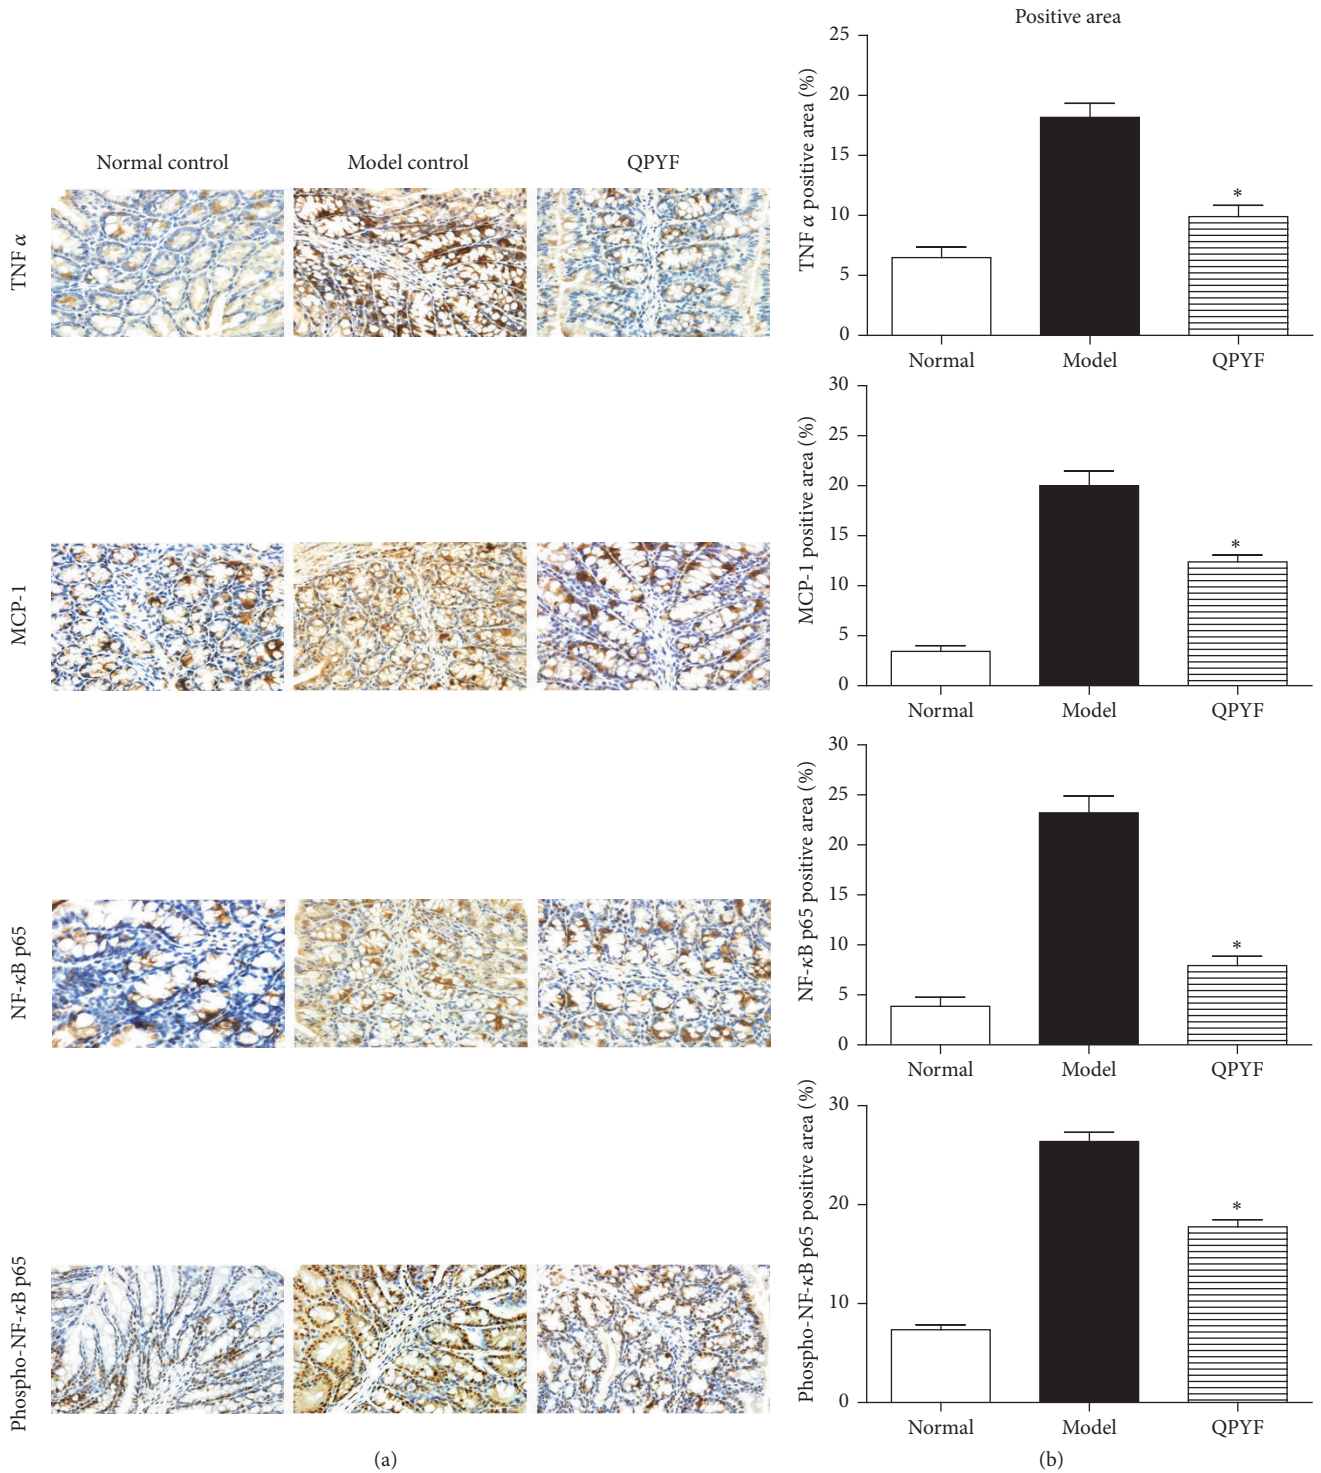 Positive area
Normal control
Model control
QPYF
TNF α
MCP-1
NF-κB p65
Phospho-NF-κB p65
(a)
TNF α positive area (%)
25
20
15
10
5
0
*
Normal
Model
QPYF
MCP-1 positive area (%)
30
25
20
15
10
5
0
*
Normal
Model
QPYF
NF-κB p65 positive area (%)
30
25
20
15
10
5
0
*
Normal
Model
QPYF
Phospho-NF-κB p65 positive area (%)
30
20
10
0
*
Normal
Model
QPYF
(b)